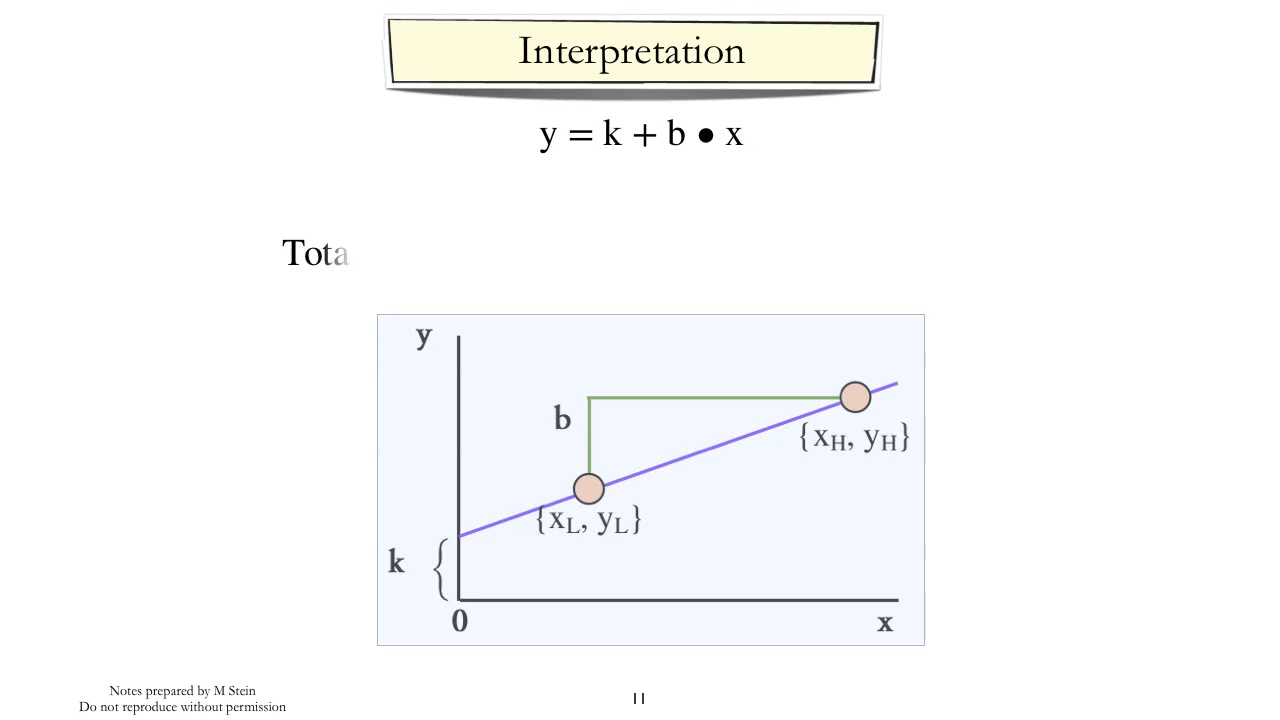 Interpretation
y = k + b • x
Tota
y
b
{xH, yH}
{xL, yL}
k {
0
x
Notes prepared by M Stein
Do not reproduce without permission
11